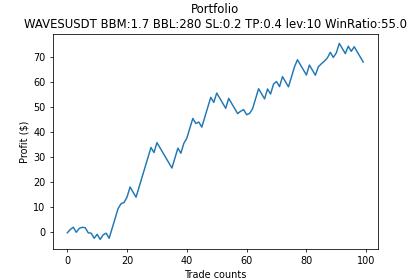 Portfolio
WAVESUSDT BBM:1.7 BBL:280 SL:0.2 TP:0.4 lev:10 WinRatio:55.0
70
60
50
40
30
20
10
0
Profit ($)
0 20 40 60 80 100
Trade counts